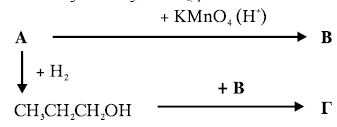 + KMnO₄ (H⁺)
А В
+ H₂
+ В
CH₃CH₂CH₂OH Г